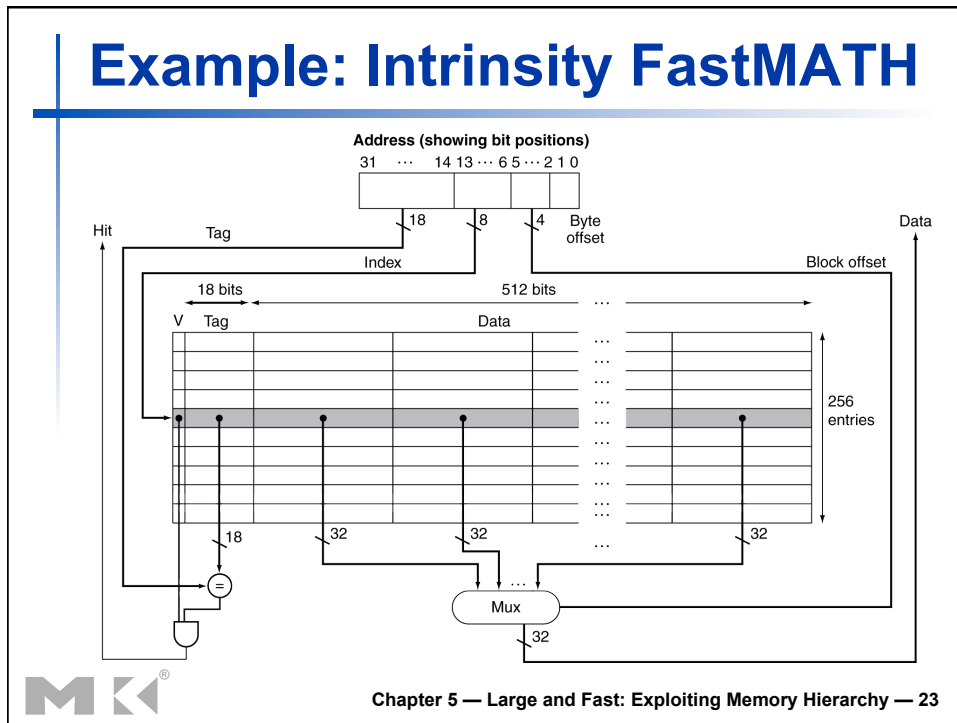 Example: Intrinsity FastMATH
Address (showing bit positions)
31 ··· 14 13 ··· 6 5 ··· 2 1 0
18 8 4 Byte
offset
Hit
Tag
Data
Index
Block offset
18 bits
512 bits
···
V Tag Data
···
···
···
···
···
···
···
···
···
···
256
entries
18 32 32 ··· 32
=
···
Mux
32
MK®
Chapter 5 — Large and Fast: Exploiting Memory Hierarchy — 23